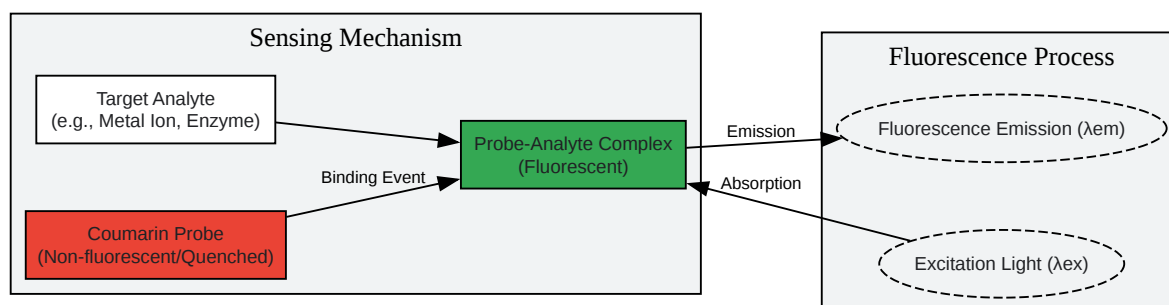 Sensing Mechanism
Fluorescence Process
Target Analyte
(e.g., Metal Ion, Enzyme)
Probe-Analyte Complex
(Fluorescent)
Emission
Fluorescence Emission (λem)
Binding Event
Absorption
Coumarin Probe
(Non-fluorescent/Quenched)
Excitation Light (λex)